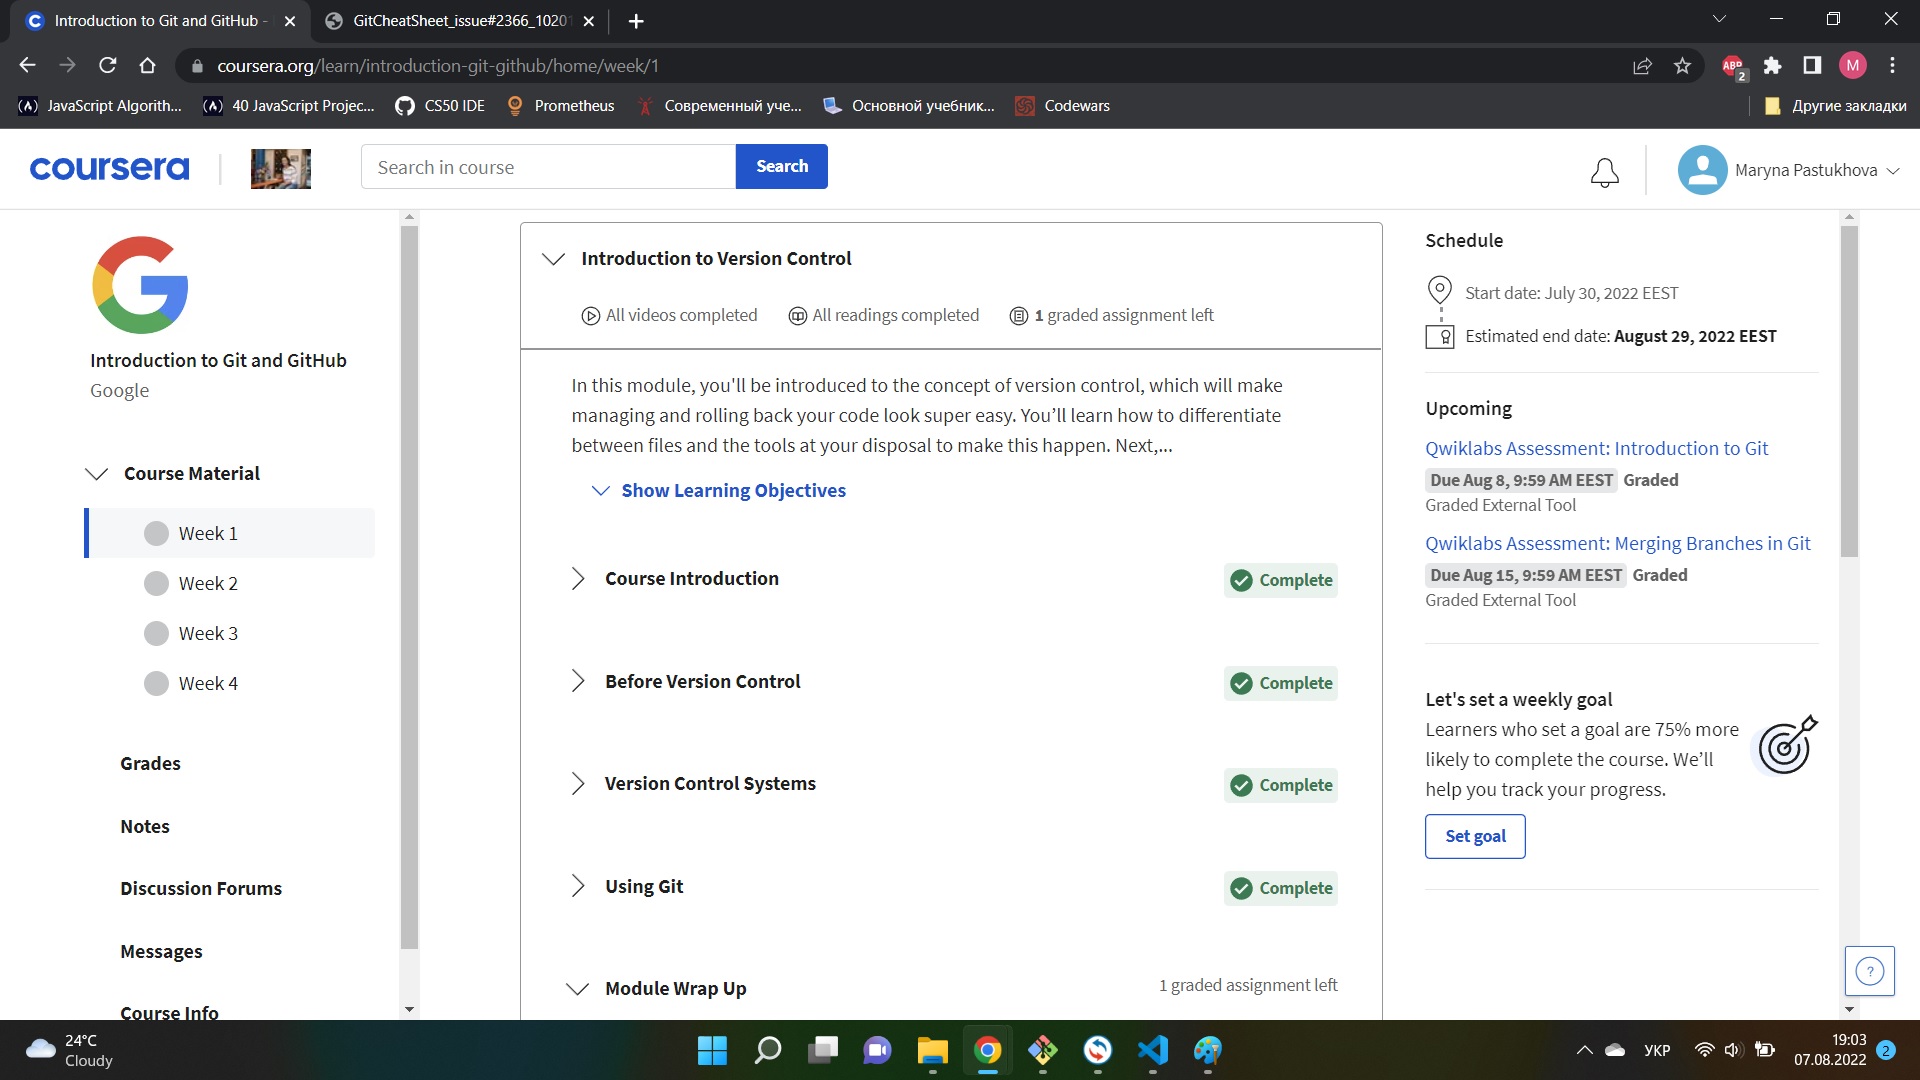 Introduction to Git and GitHub -
GitCheatSheet_issue#2366_1020
coursera.org/learn/introduction-git-github/home/week/1
ABP
2
M
JavaScript Algorith...
40 JavaScript Projec...
CS50 IDE
Prometheus
Современный уче...
Основной учебник...
Codewars
Другие закладки
coursera
Search in course
Search
Maryna Pastukhova
Introduction to Git and GitHub
Google
Course Material
Week 1
Week 2
Week 3
Week 4
Grades
Notes
Discussion Forums
Messages
Course Info
Introduction to Version Control
All videos completed
All readings completed
1 graded assignment left
In this module, you'll be introduced to the concept of version control, which will make
managing and rolling back your code look super easy. You’ll learn how to differentiate
between files and the tools at your disposal to make this happen. Next,...
Show Learning Objectives
Course Introduction
Complete
Before Version Control
Complete
Version Control Systems
Complete
Using Git
Complete
Module Wrap Up
1 graded assignment left
Schedule
Start date: July 30, 2022 EEST
Estimated end date: August 29, 2022 EEST
Upcoming
Qwiklabs Assessment: Introduction to Git
Due Aug 8, 9:59 AM EEST Graded
Graded External Tool
Qwiklabs Assessment: Merging Branches in Git
Due Aug 15, 9:59 AM EEST Graded
Graded External Tool
Let's set a weekly goal
Learners who set a goal are 75% more
likely to complete the course. We’ll
help you track your progress.
Set goal
?
24°C
Cloudy
УКР
19:03
07.08.2022
2